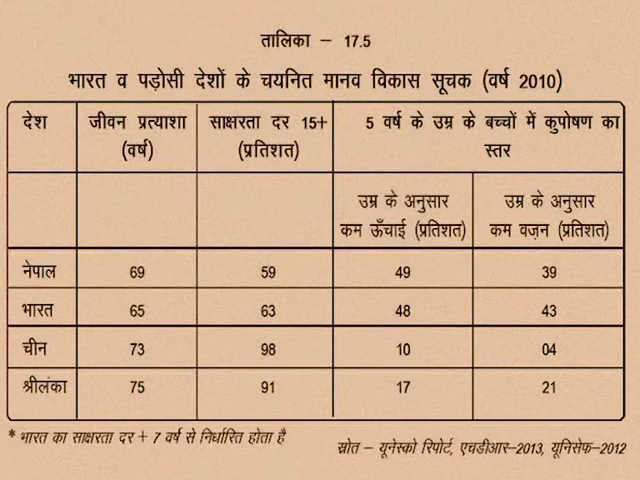 तालिका – 17.5
भारत व पड़ोसी देशों के चयनित मानव विकास सूचक (वर्ष 2010)
देश जीवन प्रत्याशा (वर्ष) साक्षरता दर 15+ (प्रतिशत) 5 वर्ष के उम्र के बच्चों में कुपोषण का स्तर
उम्र के अनुसार कम ऊँचाई (प्रतिशत) उम्र के अनुसार कम वज़न (प्रतिशत)
नेपाल 69 59 49 39
भारत 65 63 48 43
चीन 73 98 10 04
श्रीलंका 75 91 17 21
* भारत का साक्षरता दर + 7 वर्ष से निर्धारित होता है
स्रोत – यूनेस्को रिपोर्ट, एचडीआर–2013, यूनिसेफ–2012